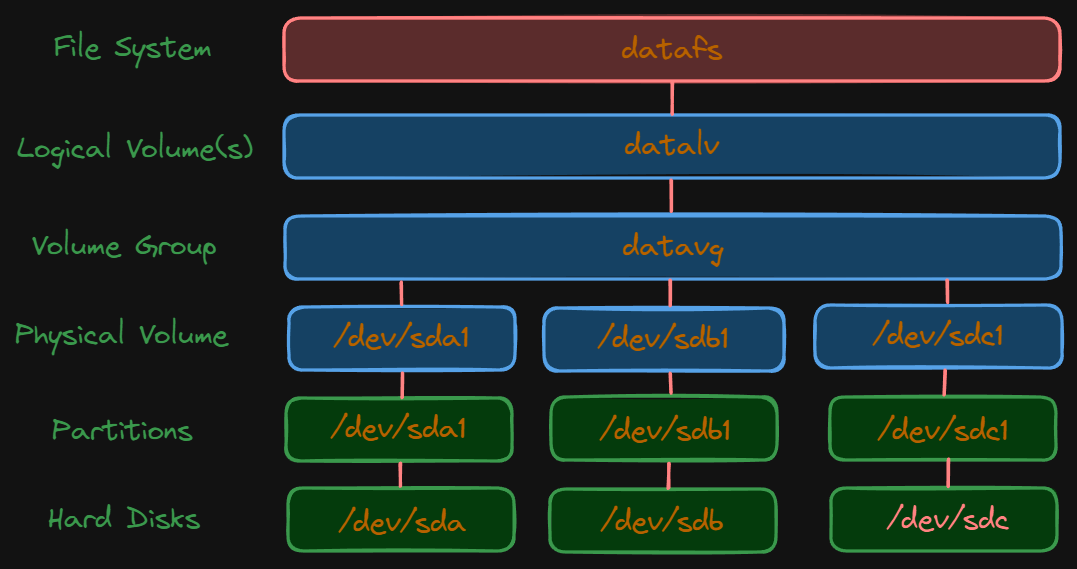 File System
datafs
Logical Volume(s)
datalv
Volume Group
datavg
Physical Volume
/dev/sda1
/dev/sdb1
/dev/sdc1
Partitions
/dev/sda1
/dev/sdb1
/dev/sdc1
Hard Disks
/dev/sda
/dev/sdb
/dev/sdc